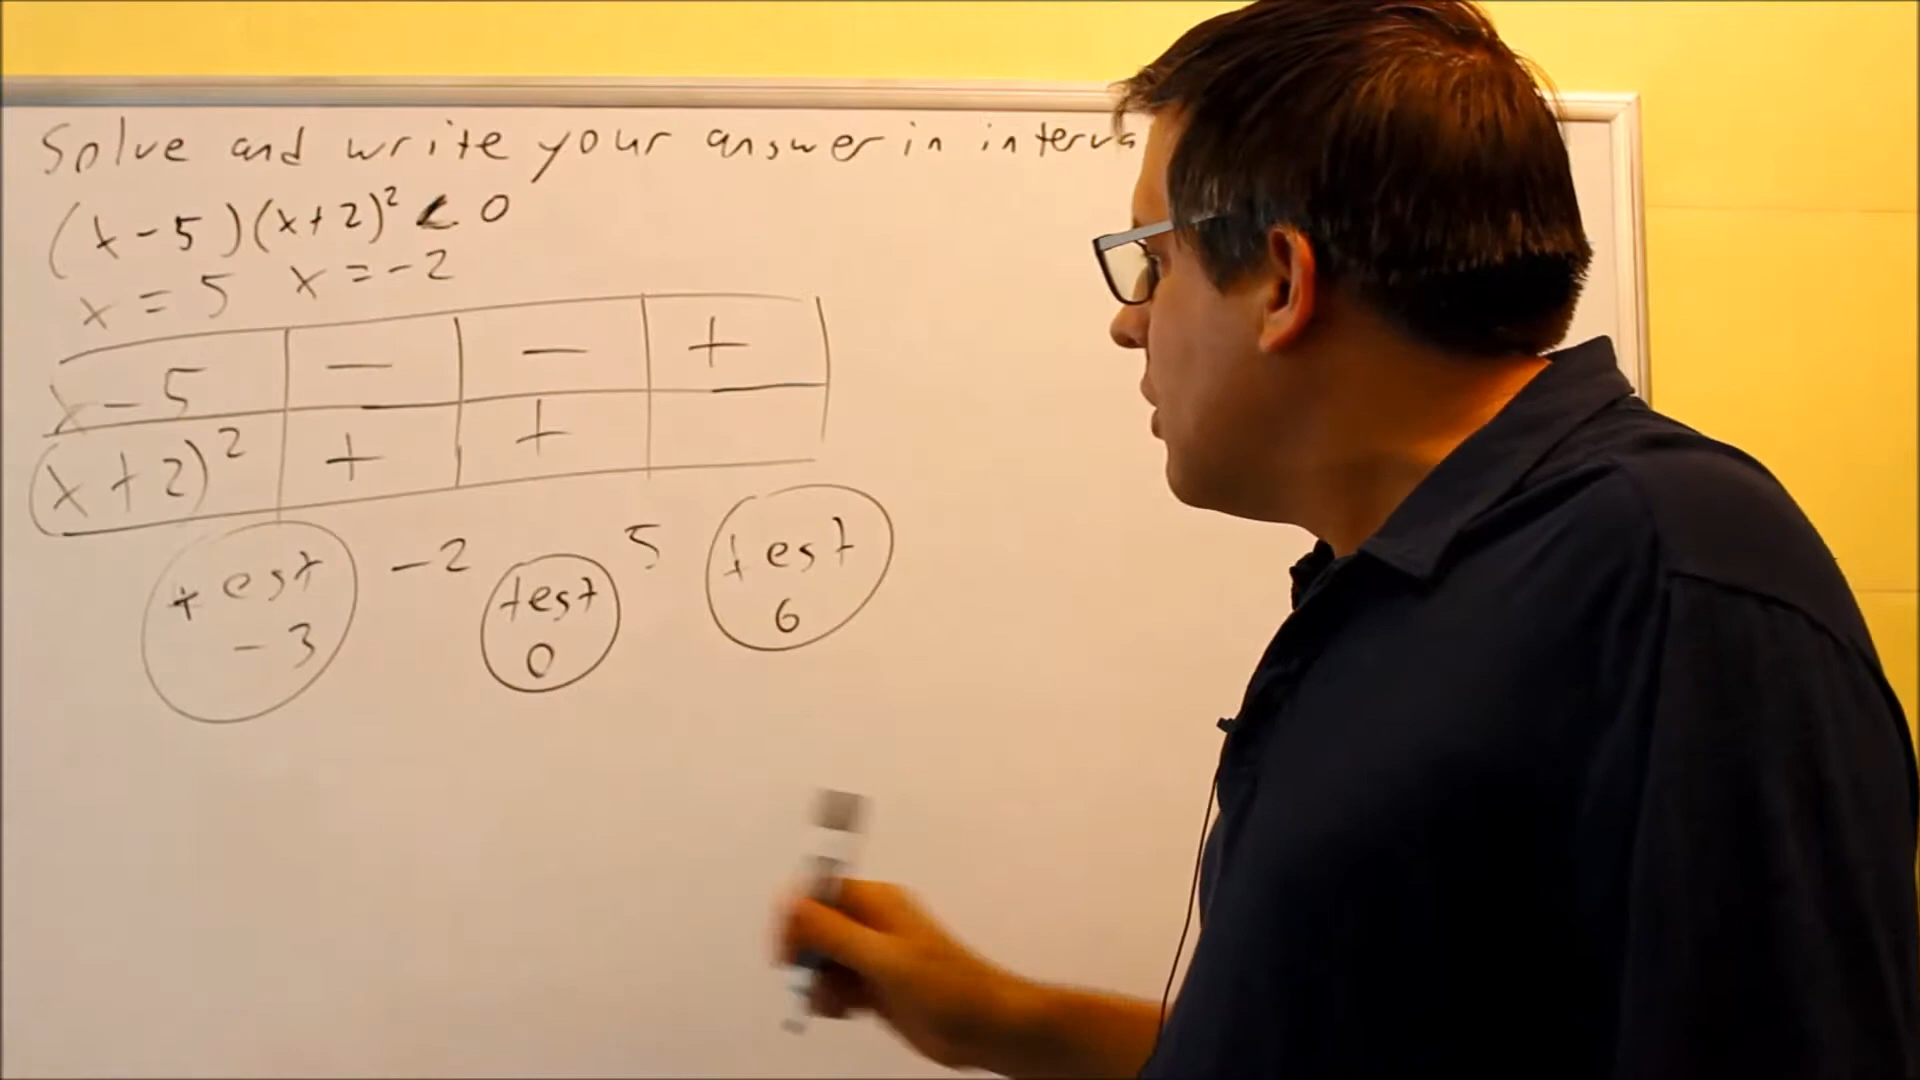 Solve and write your answer in interva
(x-5)(x+2)² < 0
x = 5 x = -2
x-5 - - +
(x+2)² + +
test -3 -2 test 0 5 test 6